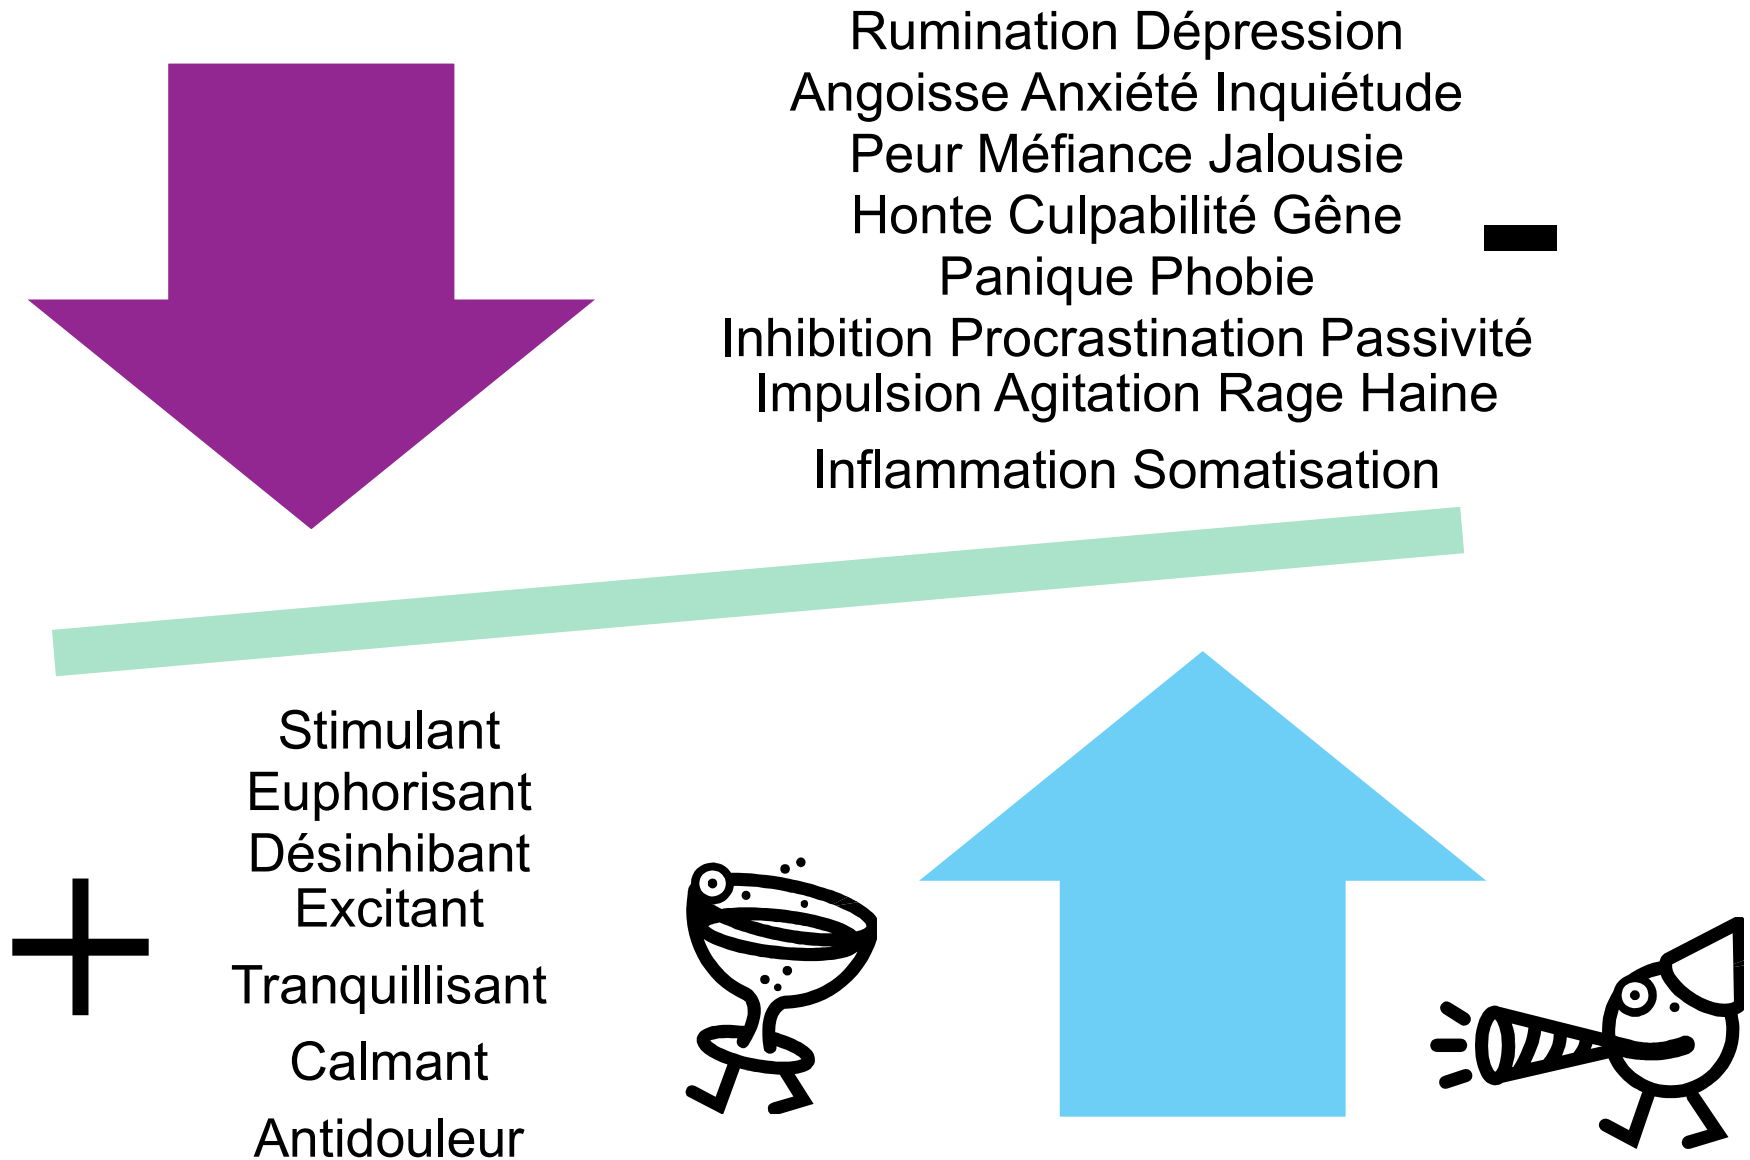 Rumination Dépression
Angoisse Anxiété Inquiétude
Peur Méfiance Jalousie
Honte Culpabilité Gêne
-
Panique Phobie
Inhibition Procrastination Passivité
Impulsion Agitation Rage Haine
Inflammation Somatisation
Stimulant
Euphorisant
Désinhibant
Excitant
+
Tranquillisant
Calmant
Antidouleur